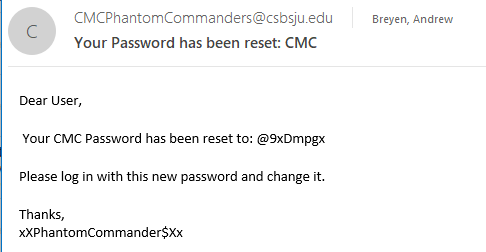 C
CMCPhantomCommanders@csbsju.edu
Breyen, Andrew
Your Password has been reset: CMC
Dear User,
Your CMC Password has been reset to: @9xDmpgx
Please log in with this new password and change it.
Thanks,
xXPhantomCommander$Xx